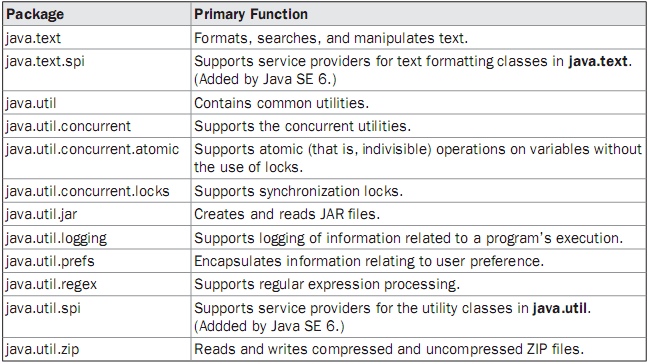 Package Primary Function
java.text Formats, searches, and manipulates text.
java.text.spi Supports service providers for text formatting classes in java.text.
(Added by Java SE 6.)
java.util Contains common utilities.
java.util.concurrent Supports the concurrent utilities.
java.util.concurrent.atomic Supports atomic (that is, indivisible) operations on variables without
the use of locks.
java.util.concurrent.locks Supports synchronization locks.
java.util.jar Creates and reads JAR files.
java.util.logging Supports logging of information related to a program's execution.
java.util.prefs Encapsulates information relating to user preference.
java.util.regex Supports regular expression processing.
java.util.spi Supports service providers for the utility classes in java.util.
(Addded by Java SE 6.)
java.util.zip Reads and writes compressed and uncompressed ZIP files.